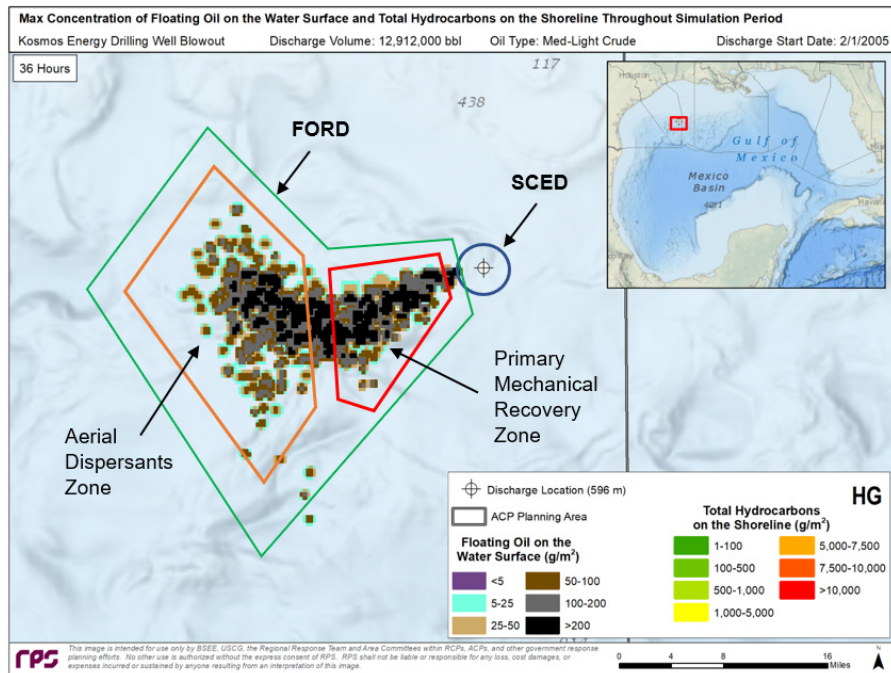 Max Concentration of Floating Oil on the Water Surface and Total Hydrocarbons on the Shoreline Throughout Simulation Period
Kosmos Energy Drilling Well Blowout Discharge Volume: 12,912,000 bbl Oil Type: Med-Light Crude Discharge Start Date: 2/1/2005
36 Hours
117
438
FORD
SCED
Houston
Gulf of
Mexico
Mexico
Basin
Havana
Primary
Mechanical
Recovery
Zone
Aerial
Dispersants
Zone
Discharge Location (596 m)
HG
ACP Planning Area
Floating Oil on the
Water Surface (g/m²)
<5
50-100
5-25
100-200
25-50
>200
Total Hydrocarbons
on the Shoreline (g/m²)
1-100
5,000-7,500
100-500
7,500-10,000
500-1,000
>10,000
1,000-5,000
RPS
This image is intended for use only by BSEE, USCG, the Regional Response Team and Area Committees within RCPs, ACPs, and other government response
planning efforts. No other use is authorized without the express consent of RPS. RPS shall not be liable or responsible for any loss, cost damages, or
expenses incurred or sustained by anyone resulting from an interpretation of this image.
0 4 8 16
Miles
N